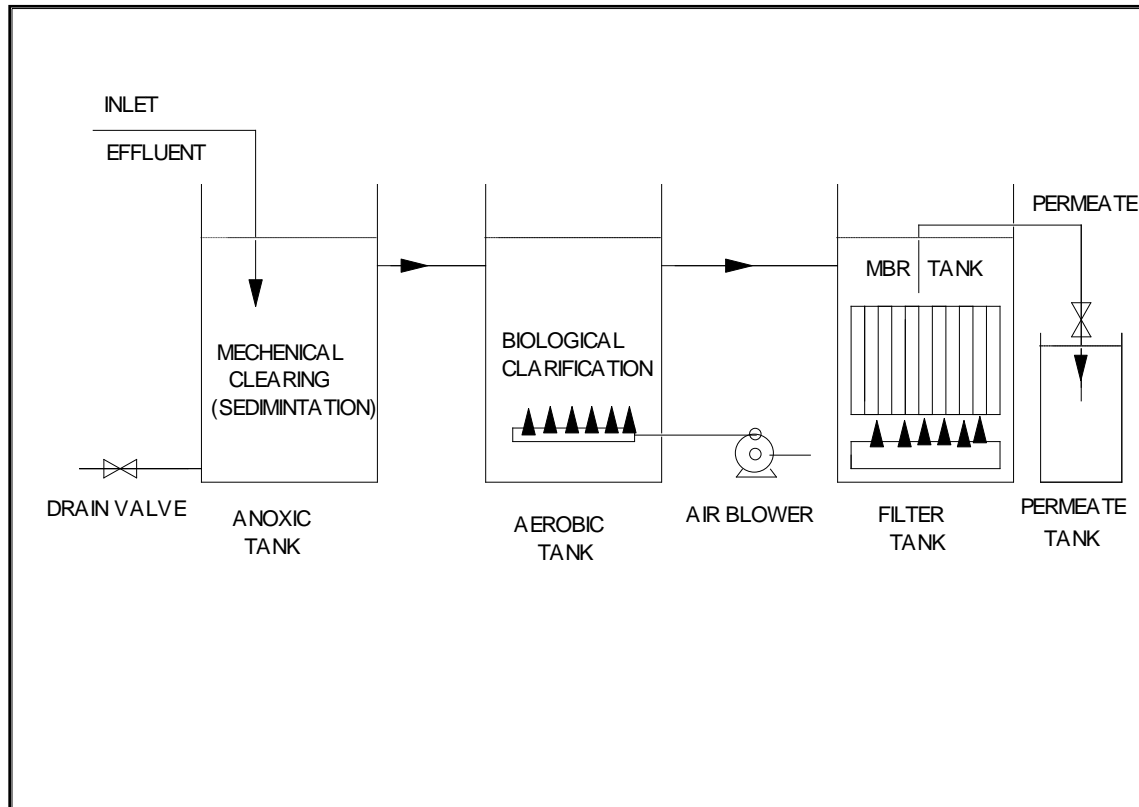 INLET
EFFLUENT
MECHENICAL
CLEARING
(SEDIMINTATION)
DRAIN VALVE
ANOXIC
TANK
BIOLOGICAL
CLARIFICATION
AEROBIC
TANK
AIR BLOWER
MBR TANK
FILTER
TANK
PERMEATE
PERMEATE
TANK